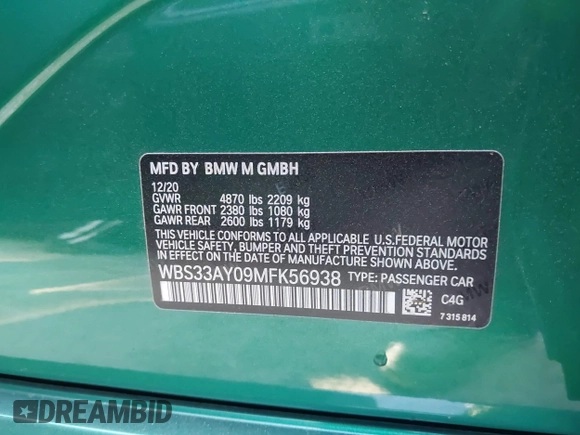 MFD BY BMW M GMBH
12/20
GVWR 4870 lbs 2209 kg
GAWR FRONT 2380 lbs 1080 kg
GAWR REAR 2600 lbs 1179 kg
THIS VEHICLE CONFORMS TO ALL APPLICABLE U.S.FEDERAL MOTOR
VEHICLE SAFETY, BUMPER AND THEFT PREVENTION STANDARDS
IN EFFECT ON THE DATE OF MANUFACTURE SHOWN ABOVE.
WBS33AY09MFK56938 TYPE: PASSENGER CAR
C4G
7 315 814
DREAMBID